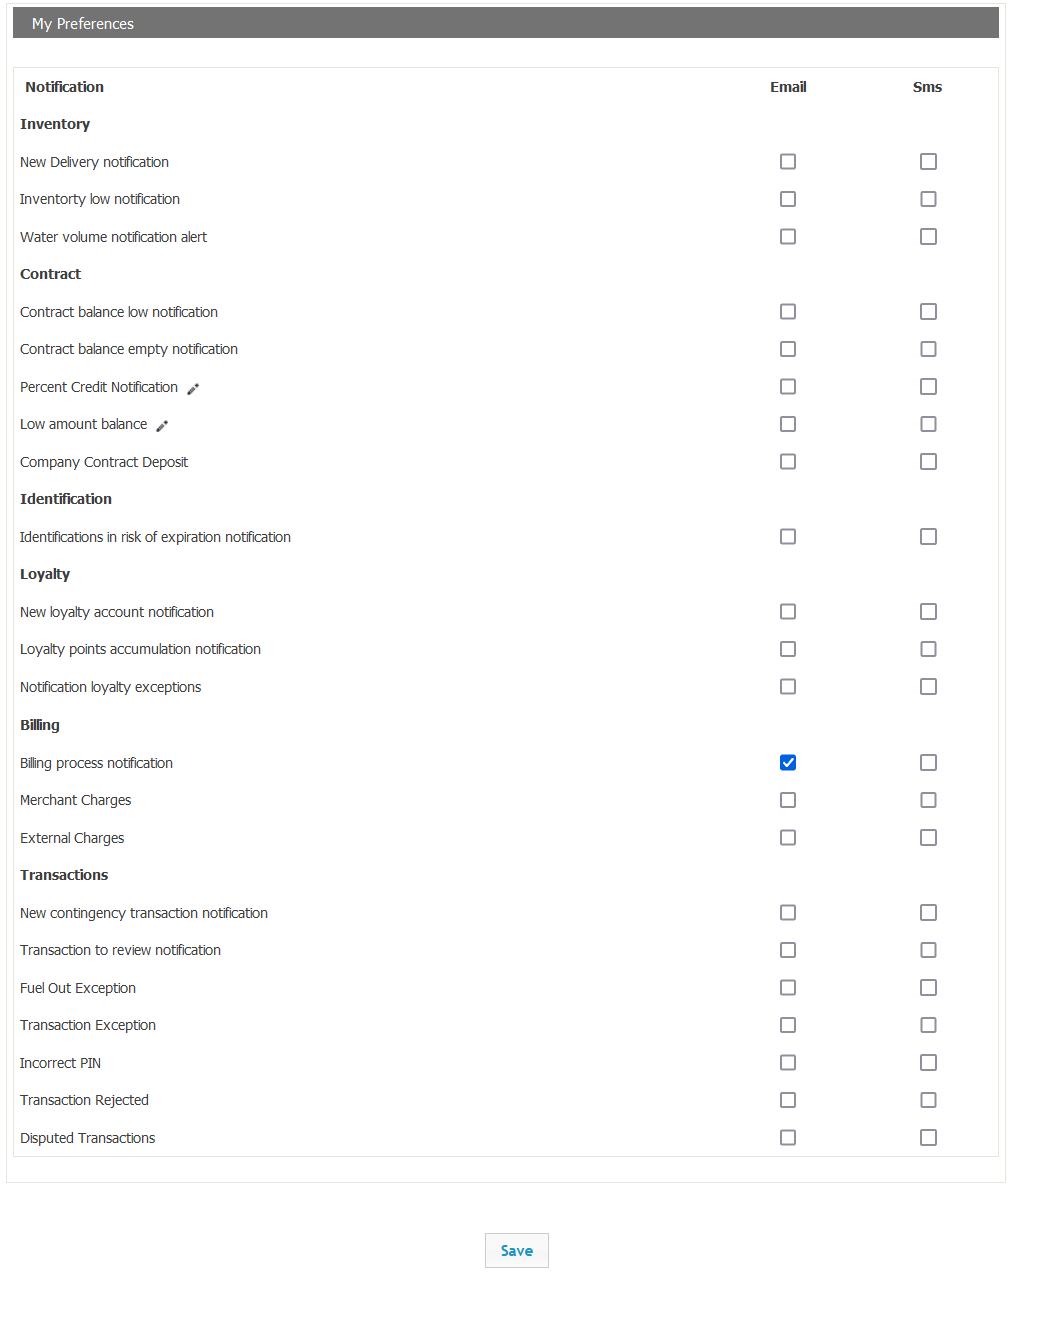 My Preferences
Notification Email Sms
Inventory
New Delivery notification
Inventorty low notification
Water volume notification alert
Contract
Contract balance low notification
Contract balance empty notification
Percent Credit Notification
Low amount balance
Company Contract Deposit
Identification
Identifications in risk of expiration notification
Loyalty
New loyalty account notification
Loyalty points accumulation notification
Notification loyalty exceptions
Billing
Billing process notification
Merchant Charges
External Charges
Transactions
New contingency transaction notification
Transaction to review notification
Fuel Out Exception
Transaction Exception
Incorrect PIN
Transaction Rejected
Disputed Transactions
Save